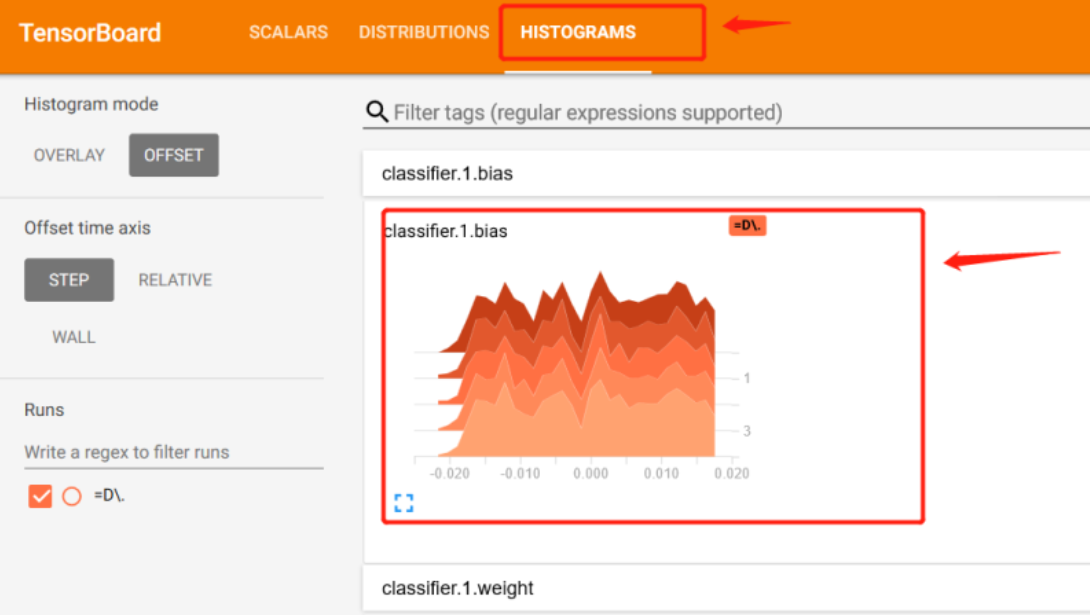 TensorBoard SCALARS DISTRIBUTIONS HISTOGRAMS
Histogram mode
OVERLAY OFFSET
Offset time axis
STEP RELATIVE
WALL
Runs
Write a regex to filter runs
=D\.
Filter tags (regular expressions supported)
classifier.1.bias
classifier.1.bias =D\.
1
3
-0.020 -0.010 0.000 0.010 0.020
classifier.1.weight